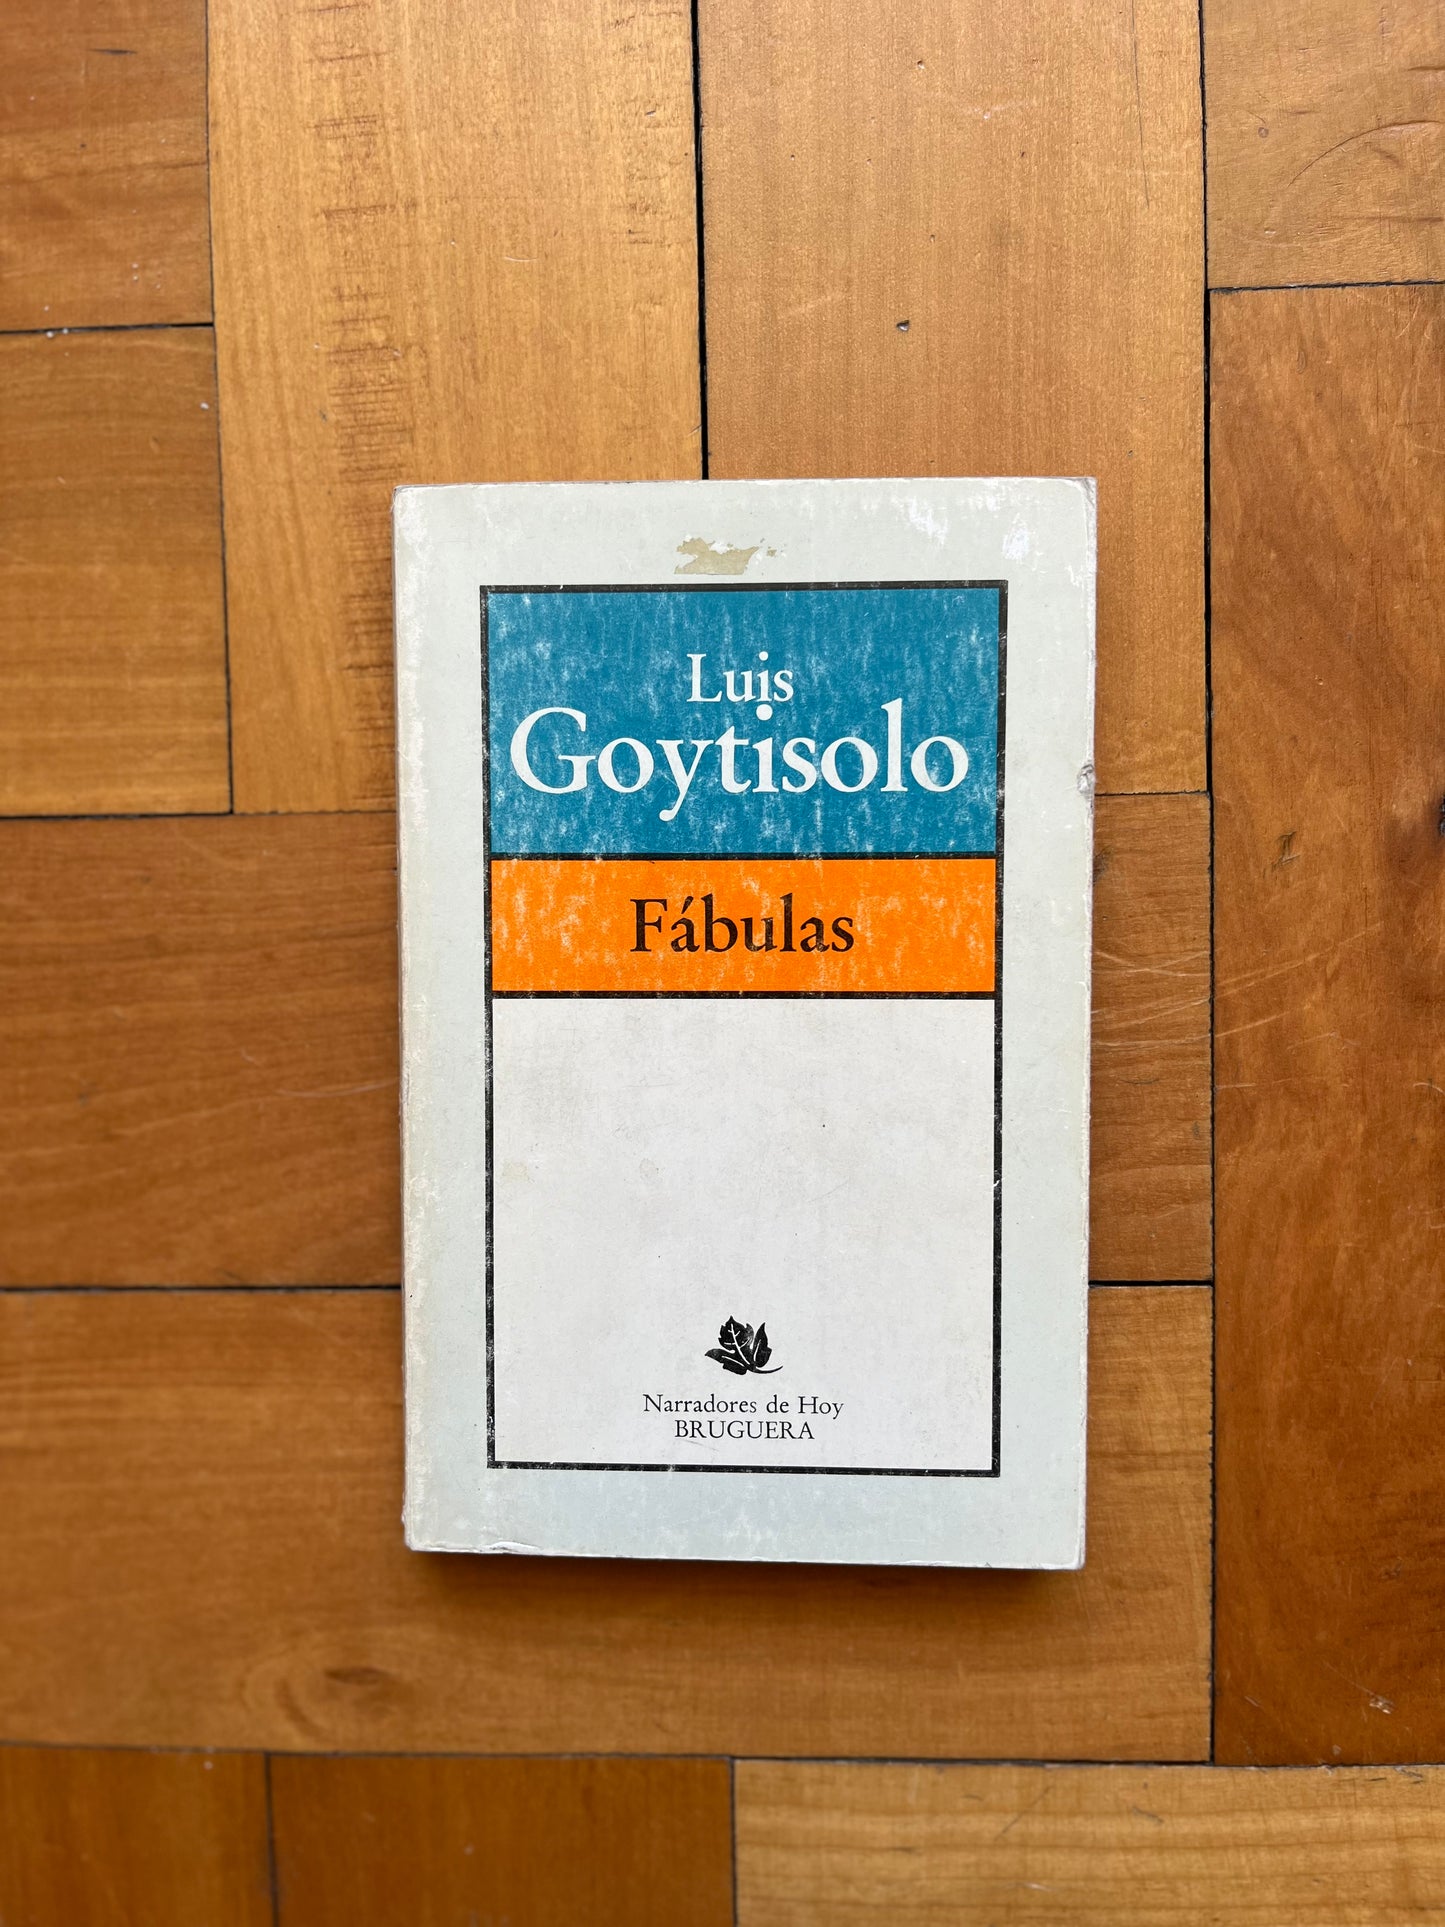 Luis
Goytisolo
Fábulas
Narradores de Hoy
BRUGUERA